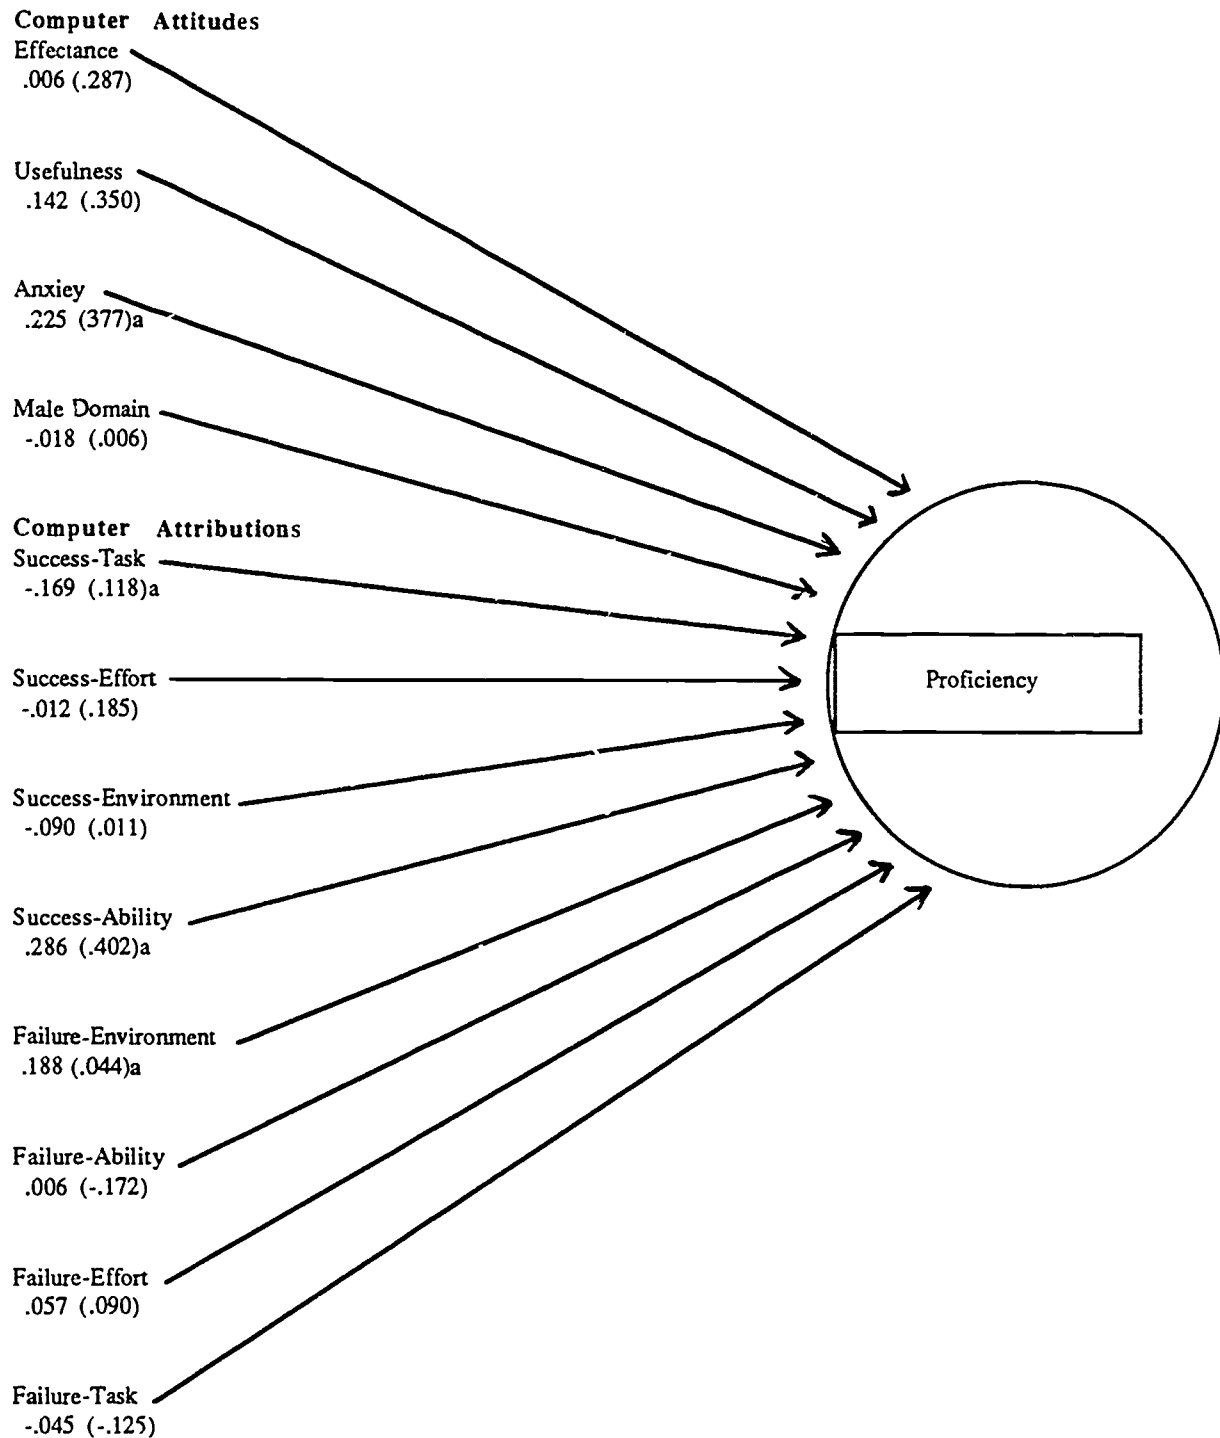 Computer Attitudes
Effectance
.006 (.287)
Usefulness
.142 (.350)
Anxiey
.225 (377)a
Male Domain
-.018 (.006)
Computer Attributions
Success-Task
-.169 (.118)a
Success-Effort
-.012 (.185)
Proficiency
Success-Environment
-.090 (.011)
Success-Ability
.286 (.402)a
Failure-Environment
.188 (.044)a
Failure-Ability
.006 (-.172)
Failure-Effort
.057 (.090)
Failure-Task
-.045 (-.125)